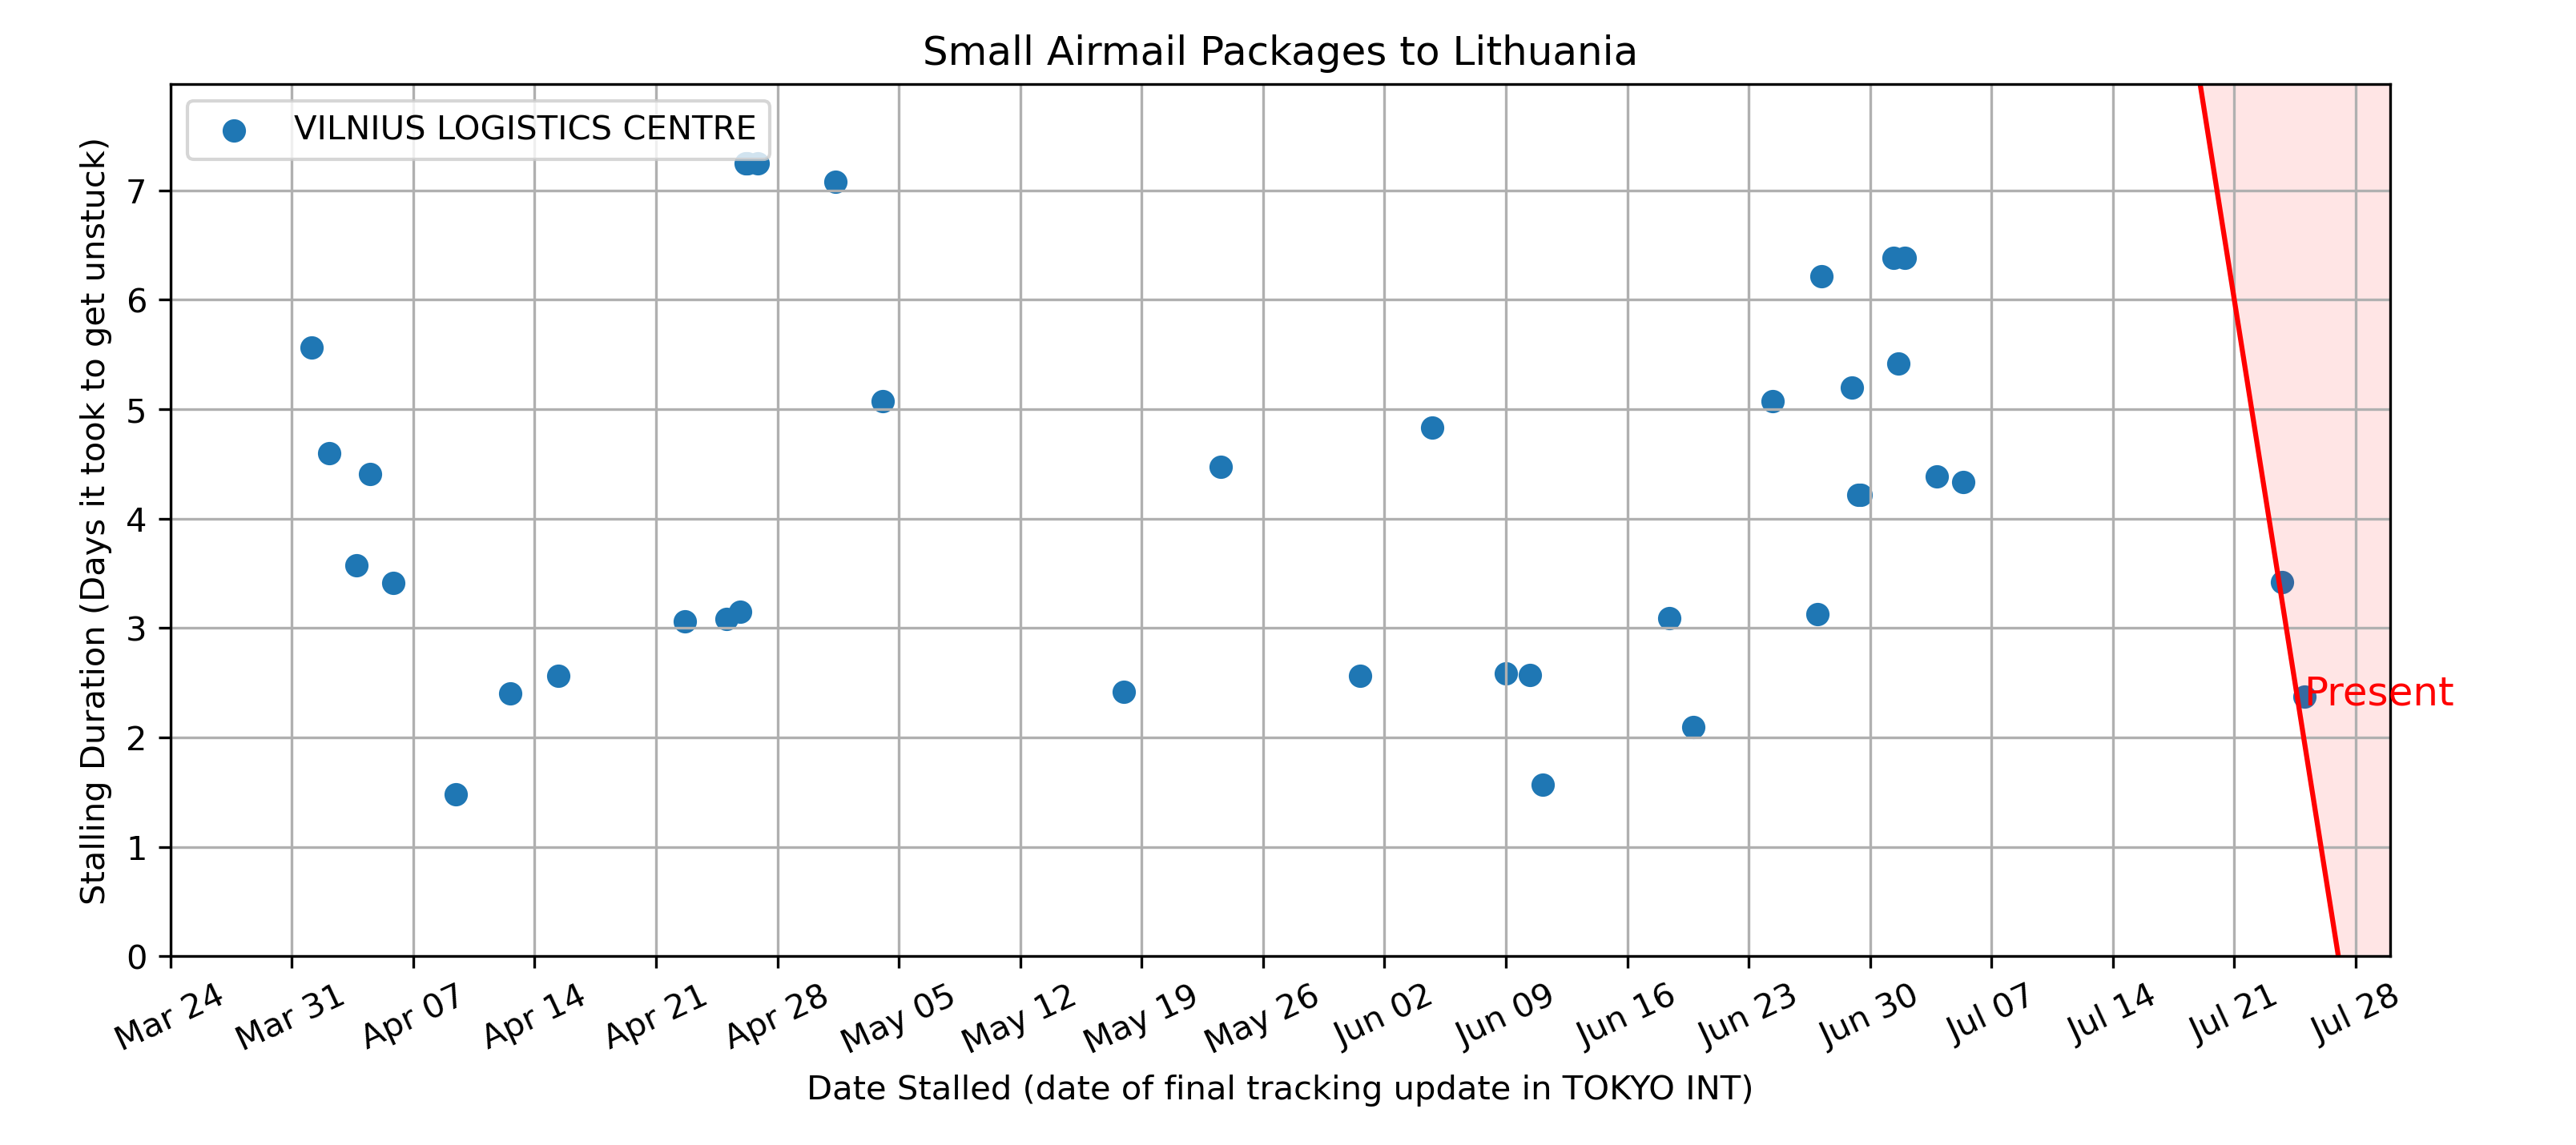 Small Airmail Packages to Lithuania
VILNIUS LOGISTICS CENTRE
Stalling Duration (Days it took to get unstuck)
7
6
5
4
3
2
1
0
Present
Mar 24
Mar 31
Apr 07
Apr 14
Apr 21
Apr 28
May 05
May 12
May 19
May 26
Jun 02
Jun 09
Jun 16
Jun 23
Jun 30
Jul 07
Jul 14
Jul 21
Jul 28
Date Stalled (date of final tracking update in TOKYO INT)